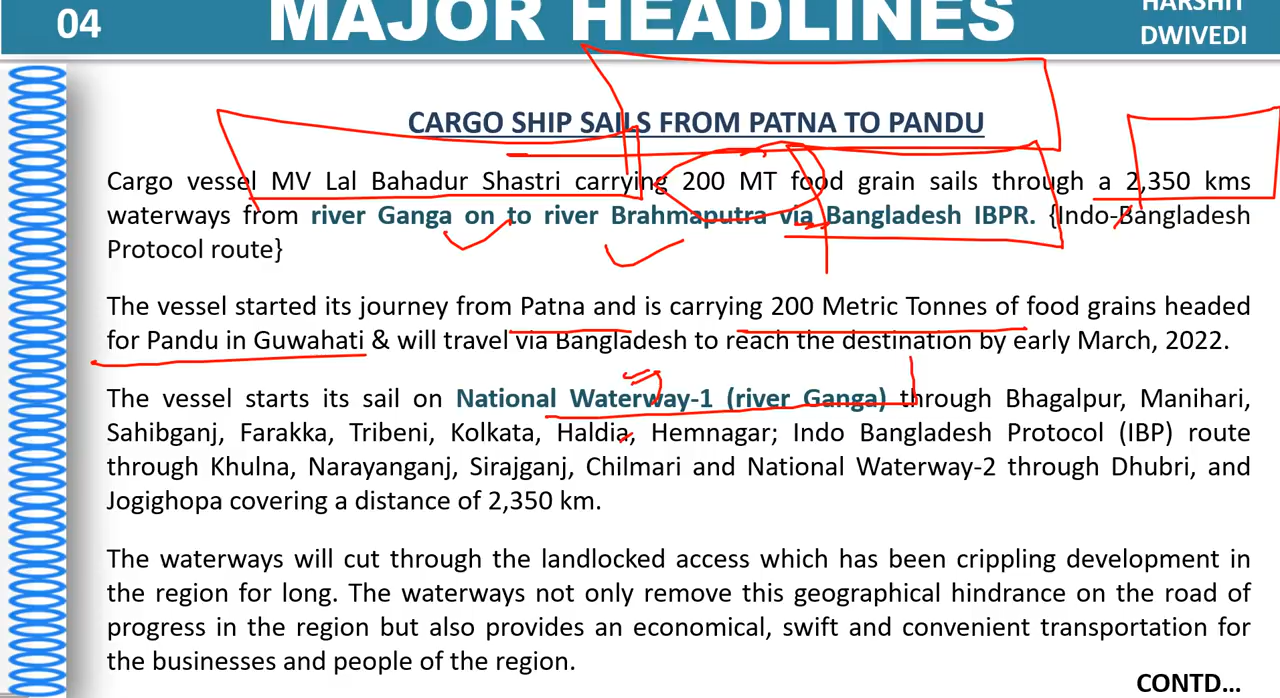 04
MAJOR HEADLINES
HARSHIT
DWIVEDI
CARGO SHIP SAILS FROM PATNA TO PANDU
Cargo vessel MV Lal Bahadur Shastri carrying 200 MT food grain sails through a 2,350 kms
waterways from river Ganga on to river Brahmaputra via Bangladesh IBPR. {Indo-Bangladesh
Protocol route}
The vessel started its journey from Patna and is carrying 200 Metric Tonnes of food grains headed
for Pandu in Guwahati & will travel via Bangladesh to reach the destination by early March, 2022.
The vessel starts its sail on National Waterway-1 (river Ganga) through Bhagalpur, Manihari,
Sahibganj, Farakka, Tribeni, Kolkata, Haldia, Hemnagar; Indo Bangladesh Protocol (IBP) route
through Khulna, Narayanganj, Sirajganj, Chilmari and National Waterway-2 through Dhubri, and
Jogighopa covering a distance of 2,350 km.
The waterways will cut through the landlocked access which has been crippling development in
the region for long. The waterways not only remove this geographical hindrance on the road of
progress in the region but also provides an economical, swift and convenient transportation for
the businesses and people of the region.
CONTD...